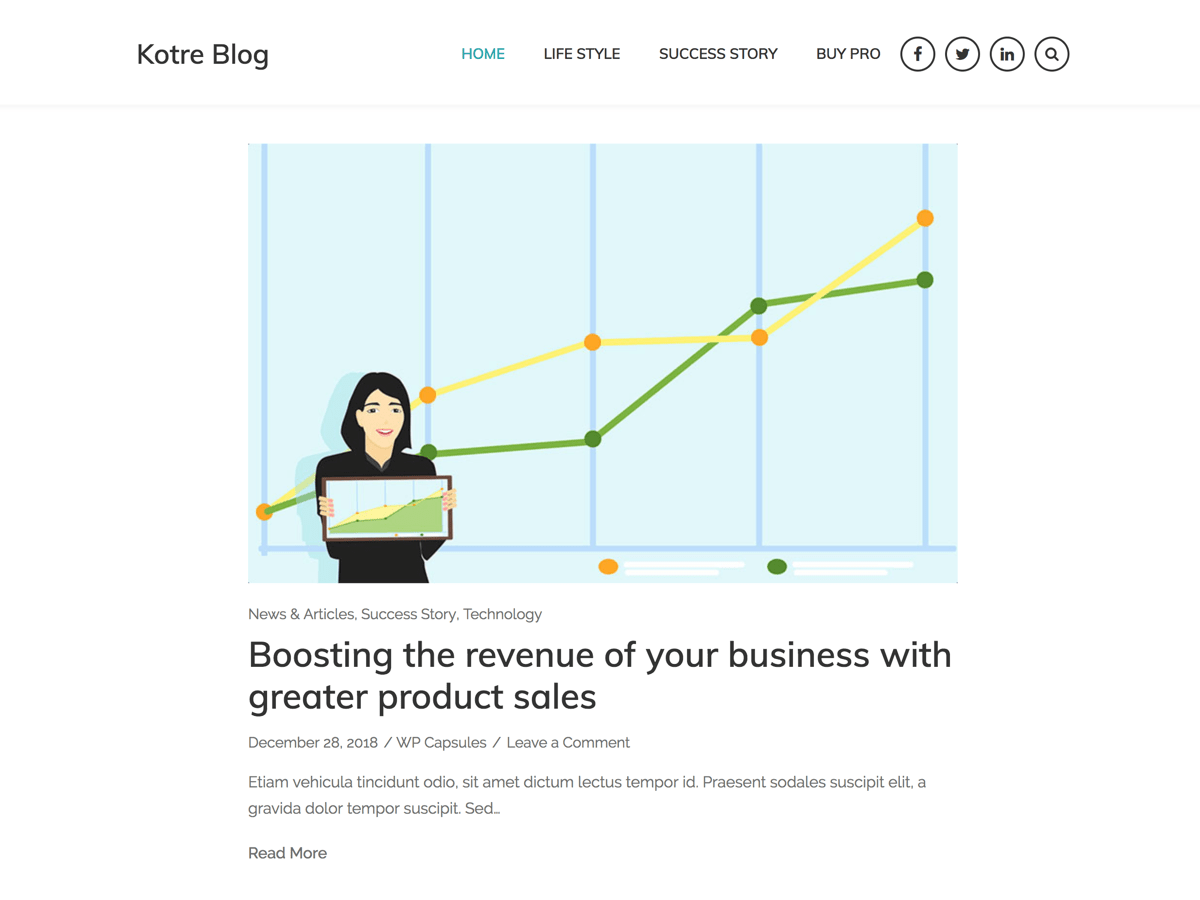 Kotre Blog
HOME
LIFE STYLE
SUCCESS STORY
BUY PRO
News & Articles, Success Story, Technology
Boosting the revenue of your business with
greater product sales
December 28, 2018 / WP Capsules / Leave a Comment
Etiam vehicula tincidunt odio, sit amet dictum lectus tempor id. Praesent sodales suscipit elit, a
gravida dolor tempor suscipit. Sed…
Read More